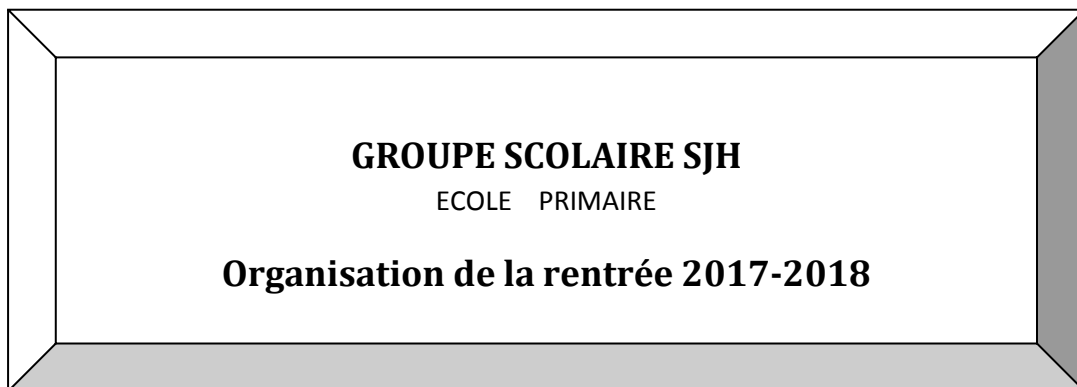 GROUPE SCOLAIRE SJH
ECOLE PRIMAIRE
Organisation de la rentrée 2017-2018